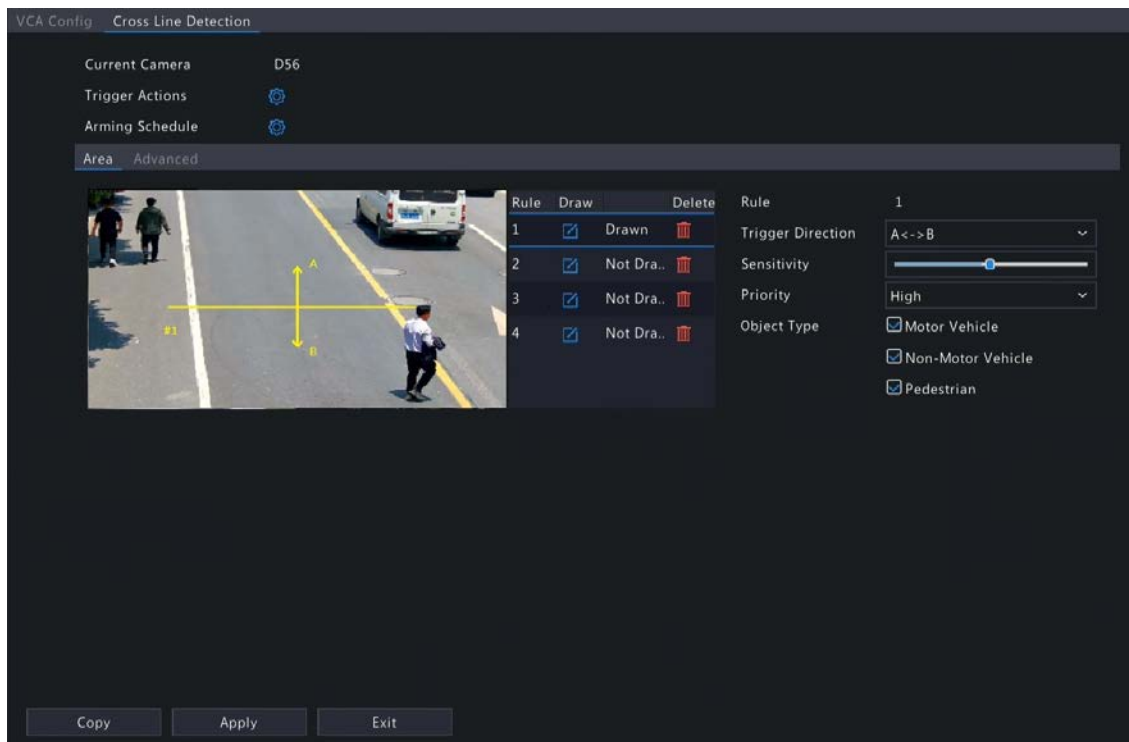 VCA Config Cross Line Detection
Current Camera D56
Trigger Actions
Arming Schedule
Area Advanced
Rule Draw Delete
1 Drawn
2 Not Dra..
3 Not Dra..
4 Not Dra..
A
#1
B
Rule 1
Trigger Direction A<->B
Sensitivity
Priority High
Object Type Motor Vehicle
Non-Motor Vehicle
Pedestrian
Copy Apply Exit